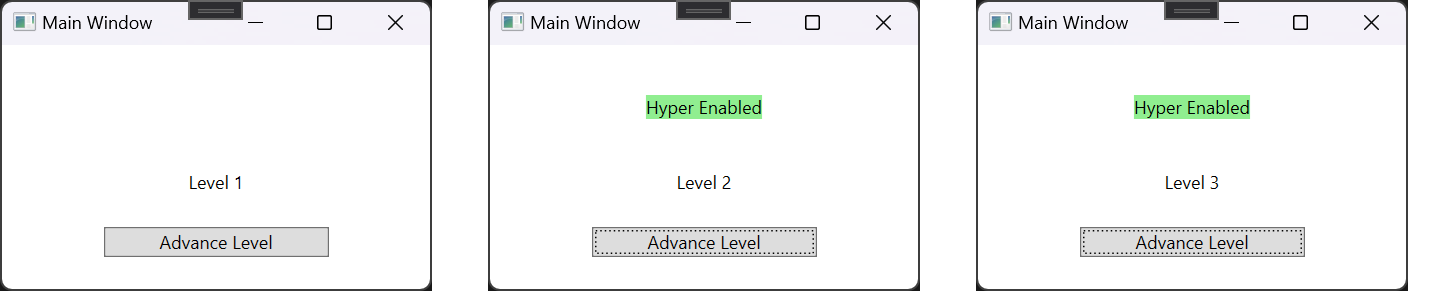 Main Window
Level 1
Advance Level
Main Window
Hyper Enabled
Level 2
Advance Level
Main Window
Hyper Enabled
Level 3
Advance Level